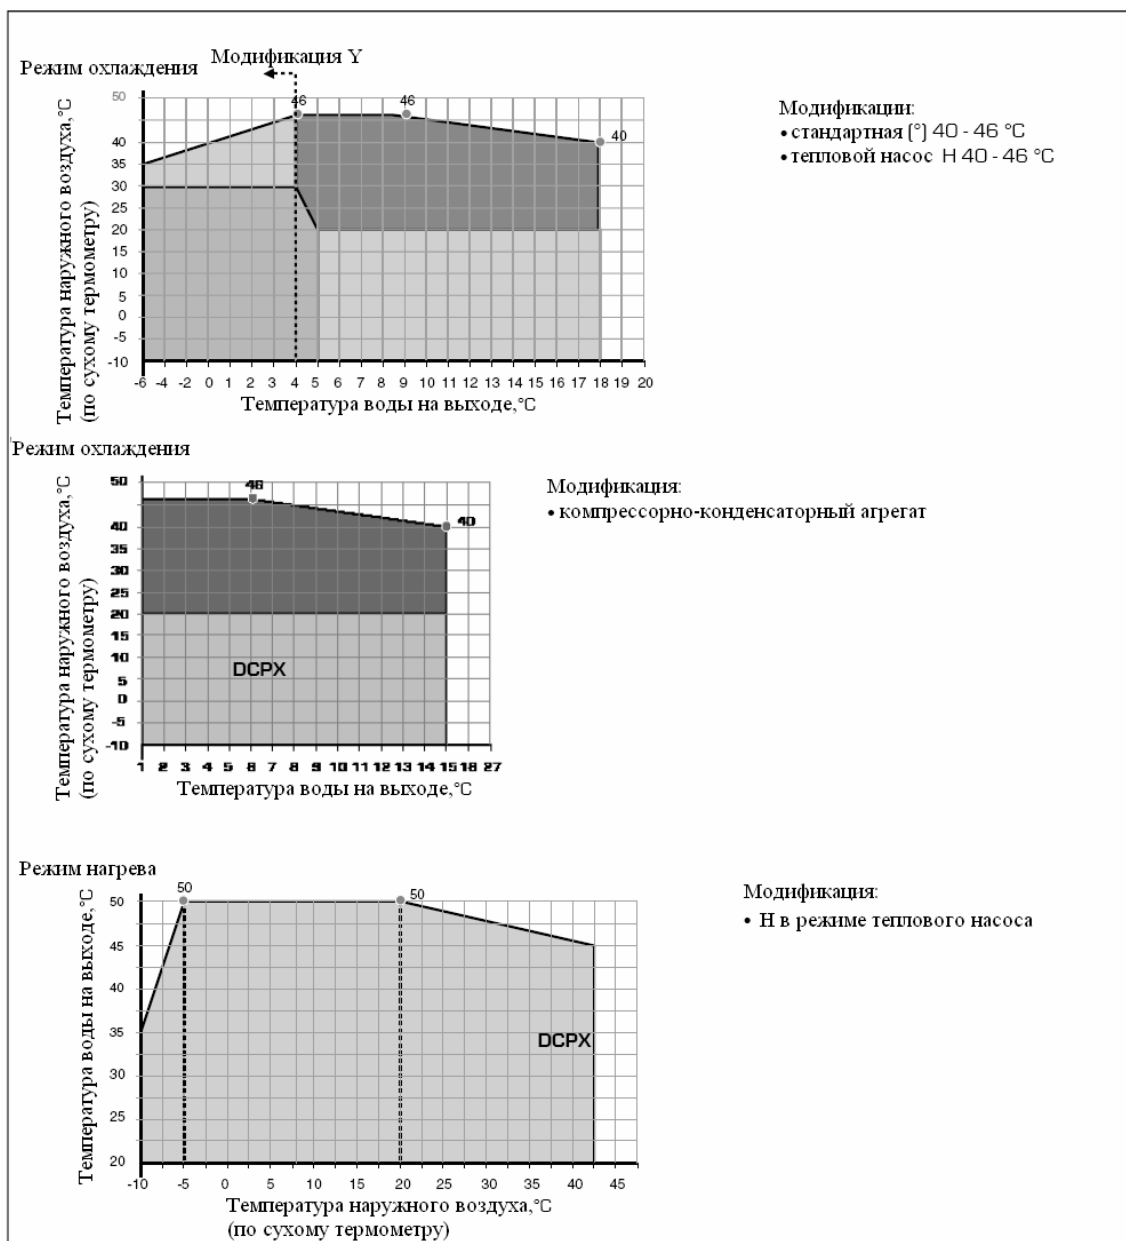 Режим охлаждения
Модификация Y
Температура наружного воздуха,°C
(по сухому термометру)
50
40
35
30
25
20
15
10
5
0
-5
-10
46
46
40
-6 -4 -2 0 1 2 3 4 5 6 7 8 9 10 11 12 13 14 15 16 17 18 19 20
Температура воды на выходе,°C
Модификации:
• стандартная (°) 40 - 46 °C
• тепловой насос H 40 - 46 °C
Режим охлаждения
Температура наружного воздуха,°C
(по сухому термометру)
50
40
35
30
25
20
15
10
5
0
-5
-10
46
40
DCPX
1 2 3 4 5 6 7 8 9 10 11 12 13 14 15 18 27
Температура воды на выходе,°C
Модификация:
• компрессорно-конденсаторный агрегат
Режим нагрева
Температура воды на выходе,°C
50
45
40
35
30
25
20
50
50
DCPX
-10 -5 0 5 10 15 20 25 30 35 40 45
Температура наружного воздуха,°C
(по сухому термометру)
Модификация:
• Н в режиме теплового насоса